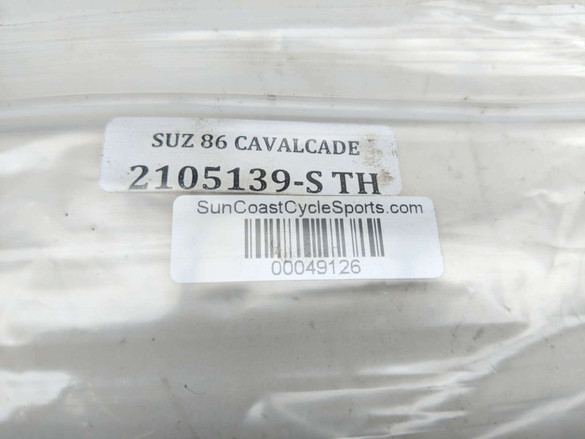 SUZ 86 CAVALCADE
2105139-S TH
SunCoastCycleSports.com
00049126